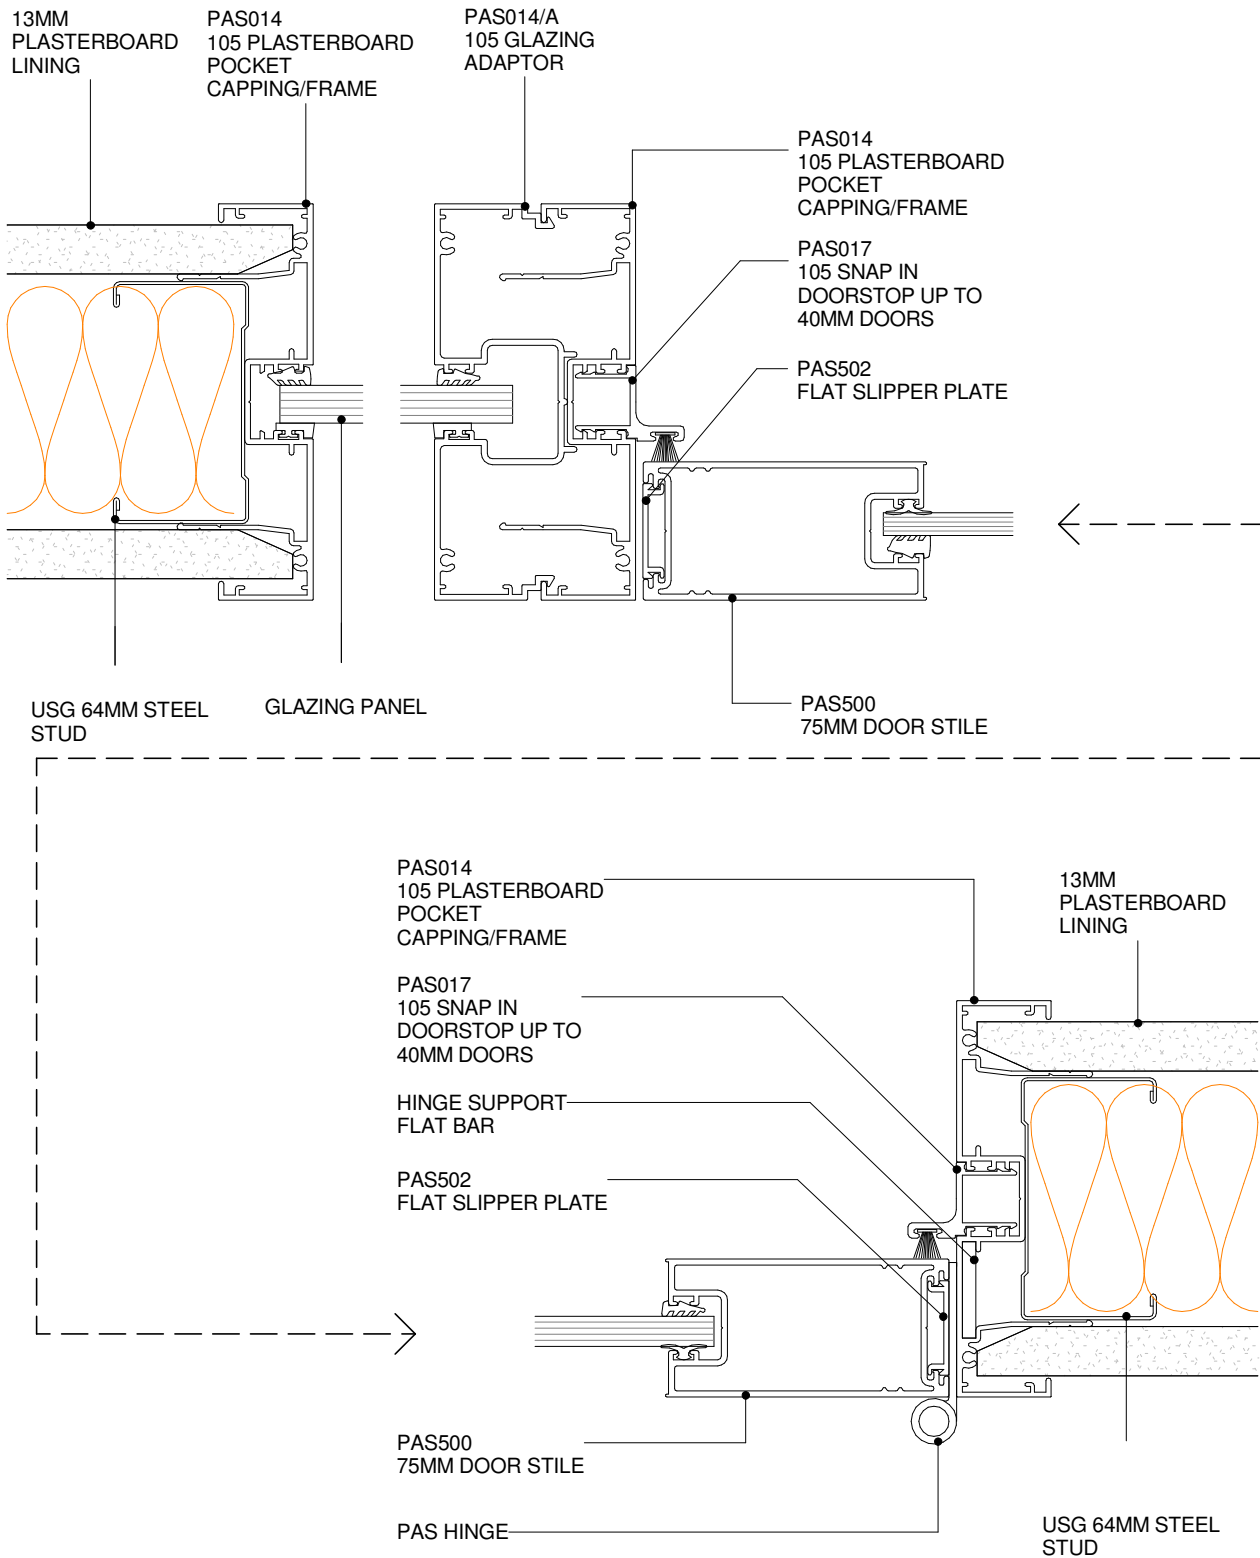 13MM
PLASTERBOARD
LINING
PAS014
105 PLASTERBOARD
POCKET
CAPPING/FRAME
PAS014/A
105 GLAZING
ADAPTOR
PAS014
105 PLASTERBOARD
POCKET
CAPPING/FRAME
PAS017
105 SNAP IN
DOORSTOP UP TO
40MM DOORS
PAS502
FLAT SLIPPER PLATE
USG 64MM STEEL
STUD
GLAZING PANEL
PAS500
75MM DOOR STILE
PAS014
105 PLASTERBOARD
POCKET
CAPPING/FRAME
13MM
PLASTERBOARD
LINING
PAS017
105 SNAP IN
DOORSTOP UP TO
40MM DOORS
HINGE SUPPORT
FLAT BAR
PAS502
FLAT SLIPPER PLATE
PAS500
75MM DOOR STILE
PAS HINGE
USG 64MM STEEL
STUD